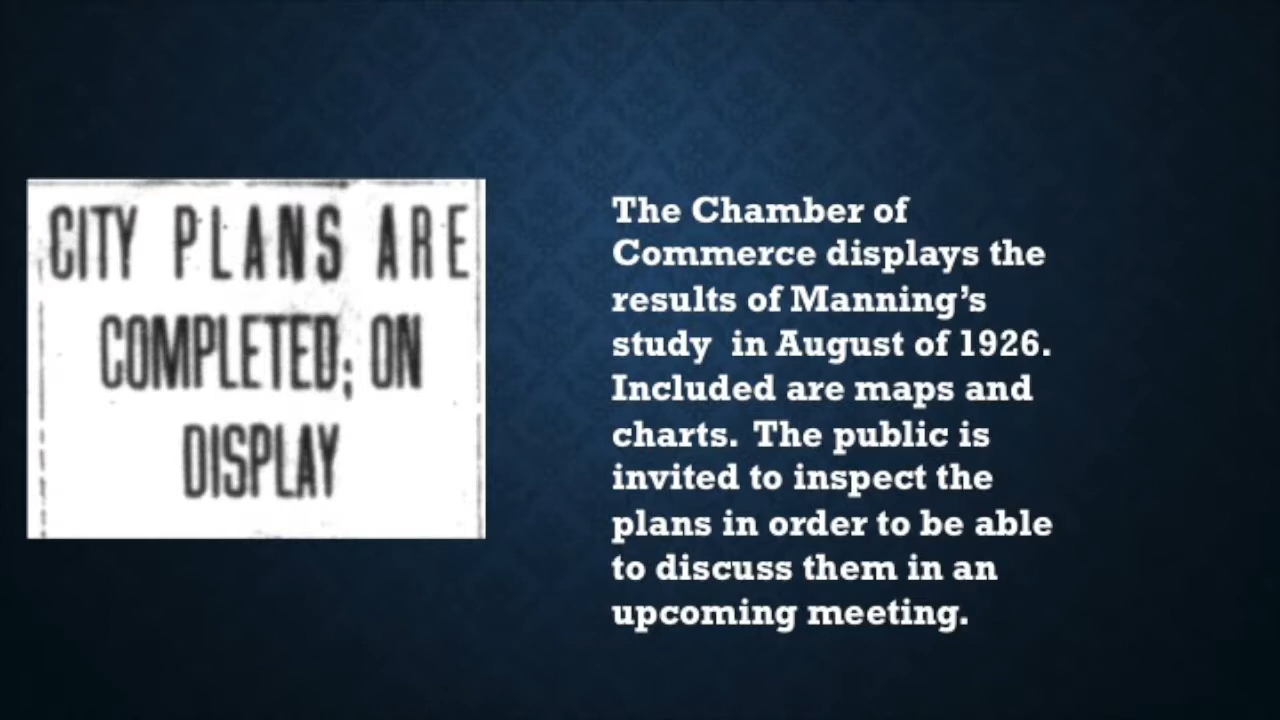 CITY PLANS ARE
COMPLETED; ON
DISPLAY
The Chamber of
Commerce displays the
results of Manning’s
study  in August of 1926.
Included are maps and
charts.  The public is
invited to inspect the
plans in order to be able
to discuss them in an
upcoming meeting.